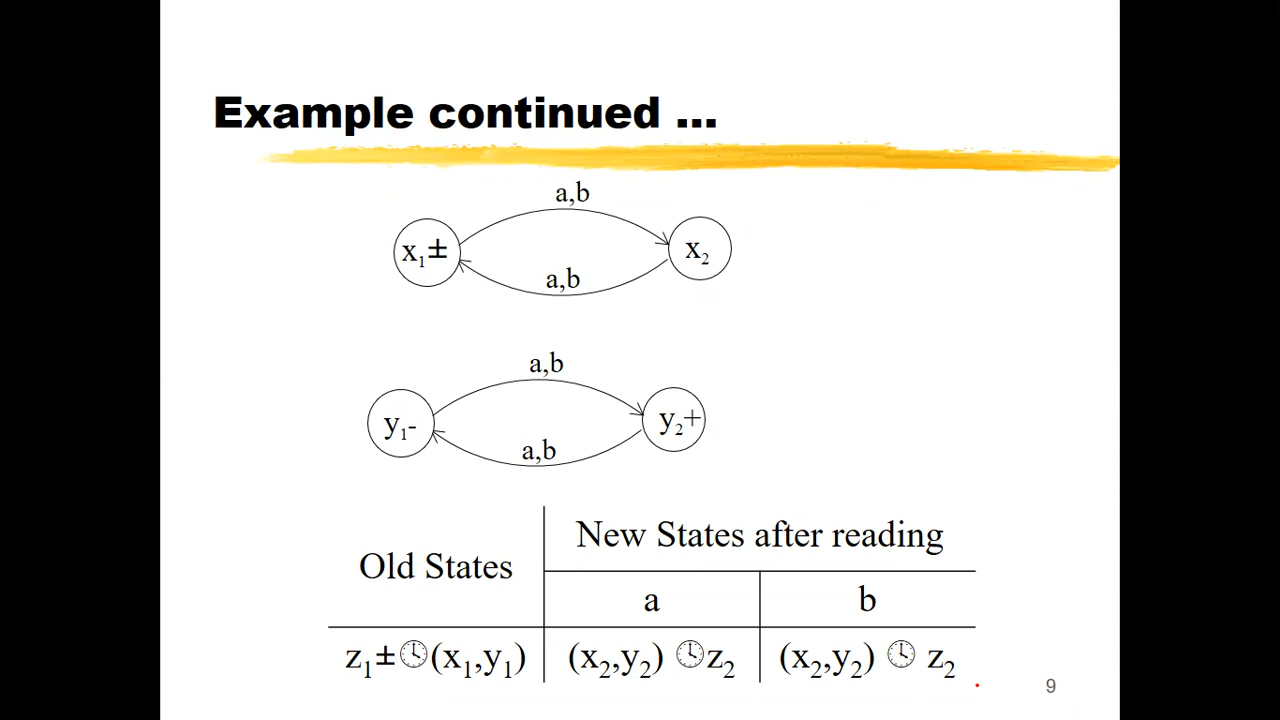 Example continued ...
a,b
x₁± x₂
a,b
a,b
y₁- y₂+
a,b
New States after reading
Old States
a b
z₁±🕓(x₁,y₁) (x₂,y₂) 🕓z₂ (x₂,y₂) 🕓 z₂
9